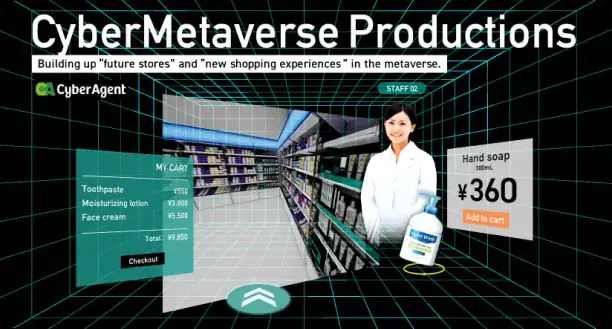 CyberMetaverse Productions
Building up "future stores" and "new shopping experiences" in the metaverse.
CyberAgent
STAFF 02
MY CART
Toothpaste ¥550
Moisturizing lotion ¥3,800
Face cream ¥5,500
Total: ¥9,850
Checkout
Hand soap
300mL
¥360
Add to cart
Hand Wash